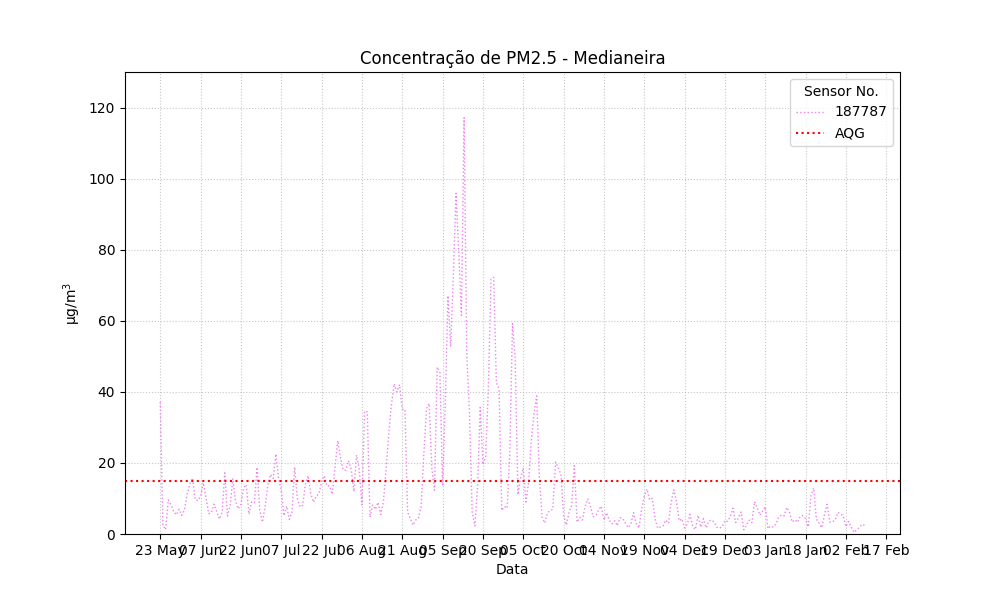 Concentração de PM2.5 - Medianeira
Sensor No.
187787
AQG
120
100
80
60
40
20
0
µg/m³
23 May 07 Jun 22 Jun 07 Jul 22 Jul 06 Aug 21 Aug 05 Sep 20 Sep 05 Oct 20 Oct 04 Nov 19 Nov 04 Dec 19 Dec 03 Jan 18 Jan 02 Feb 17 Feb
Data